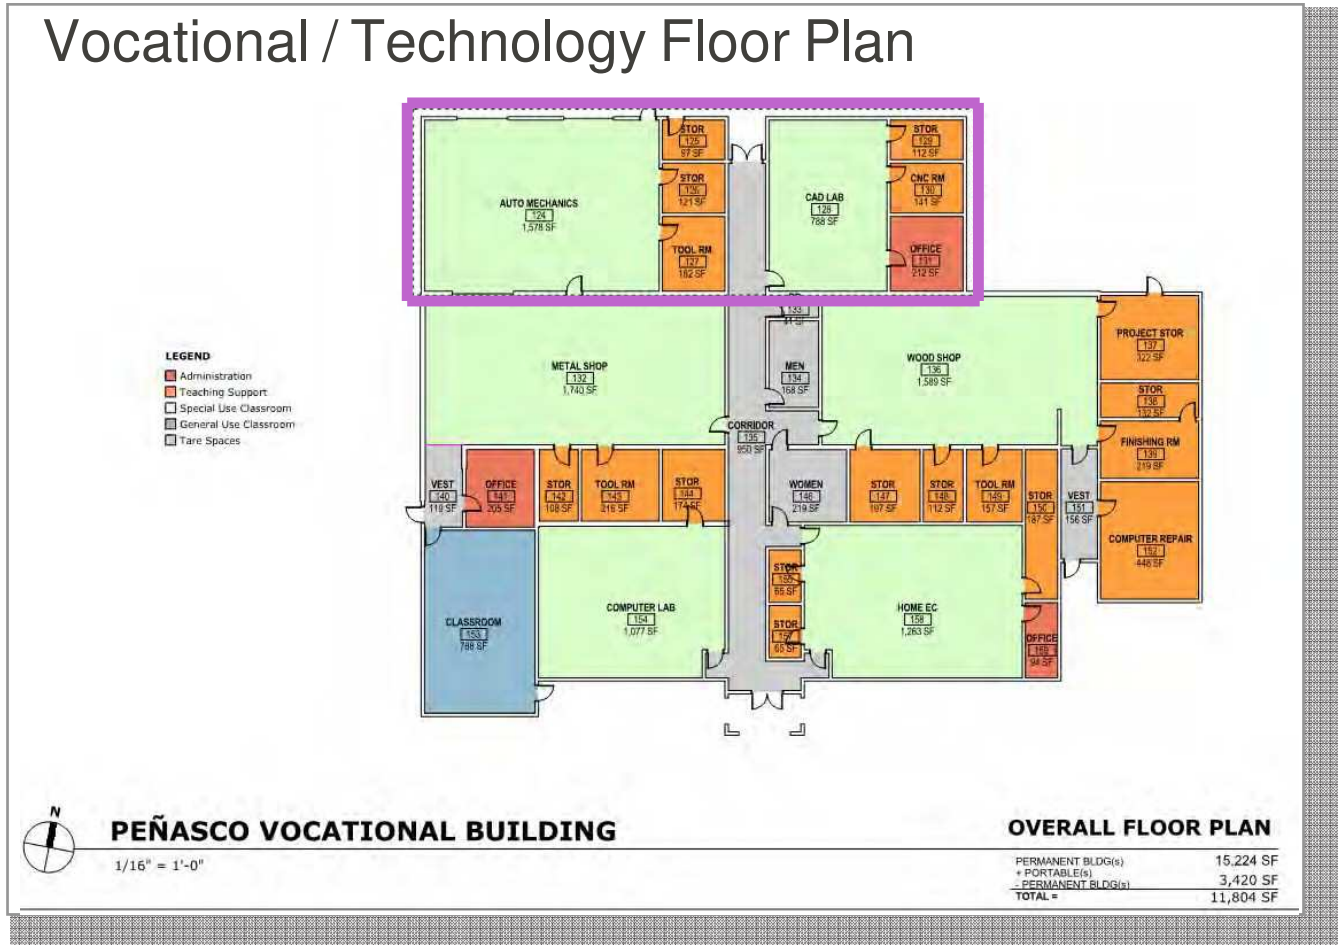 Vocational / Technology Floor Plan
STOR
125
97 SF
STOR
126
121 SF
TOOL RM
127
182 SF
AUTO MECHANICS
124
1,578 SF
CAD LAB
128
788 SF
STOR
129
112 SF
CNC RM
130
141 SF
OFFICE
131
212 SF
133
METAL SHOP
132
1,740 SF
MEN
134
168 SF
WOOD SHOP
136
1,589 SF
PROJECT STOR
137
322 SF
STOR
138
132 SF
FINISHING RM
139
219 SF
CORRIDOR
135
950 SF
LEGEND
Administration
Teaching Support
Special Use Classroom
General Use Classroom
Tare Spaces
VEST
140
119 SF
OFFICE
141
205 SF
STOR
142
108 SF
TOOL RM
143
216 SF
STOR
144
174 SF
WOMEN
146
219 SF
STOR
147
197 SF
STOR
148
112 SF
TOOL RM
149
157 SF
STOR
150
187 SF
VEST
151
156 SF
COMPUTER REPAIR
152
448 SF
CLASSROOM
153
788 SF
COMPUTER LAB
154
1,077 SF
STOR
65 SF
STOR
157
65 SF
HOME EC
158
1,263 SF
OFFICE
159
94 SF
N
PEÑASCO VOCATIONAL BUILDING
1/16" = 1'-0"
OVERALL FLOOR PLAN
PERMANENT BLDG(s) 15,224 SF
+ PORTABLE(s)
- PERMANENT BLDG(s) 3,420 SF
TOTAL = 11,804 SF